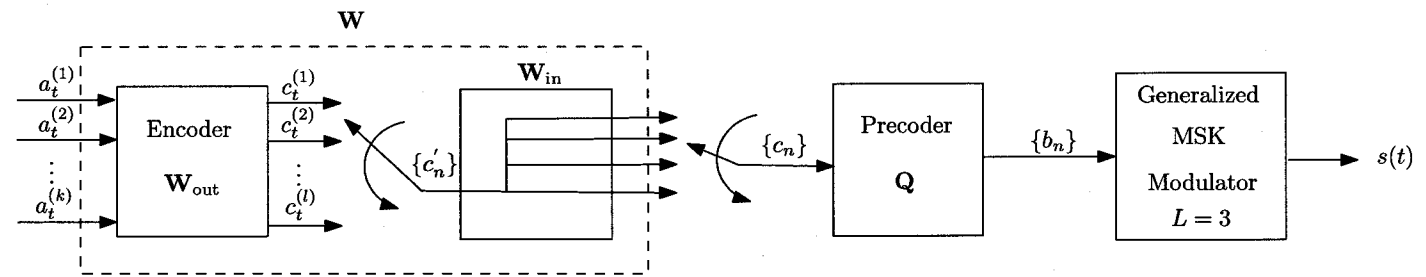 W
a_t^{(1)}
a_t^{(2)}
⋮
a_t^{(k)}
Encoder
W_out
c_t^{(1)}
c_t^{(2)}
⋮
c_t^{(l)}
{c'_n}
W_in
{c_n}
Precoder
Q
{b_n}
Generalized
MSK
Modulator
L = 3
s(t)